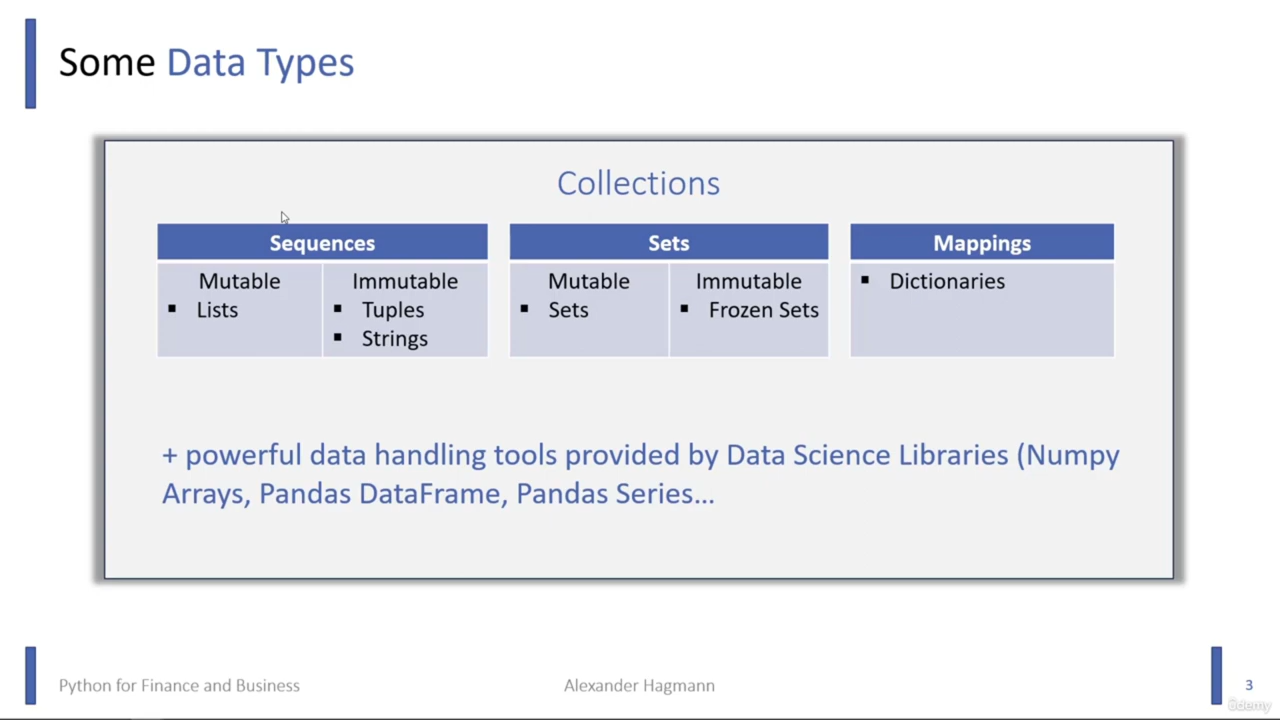 Some Data Types
Collections
Sequences
Mutable
▪ Lists
Immutable
▪ Tuples
▪ Strings
Sets
Mutable
▪ Sets
Immutable
▪ Frozen Sets
Mappings
▪ Dictionaries
+ powerful data handling tools provided by Data Science Libraries (Numpy
Arrays, Pandas DataFrame, Pandas Series…
Python for Finance and Business
Alexander Hagmann
3
ûdemy